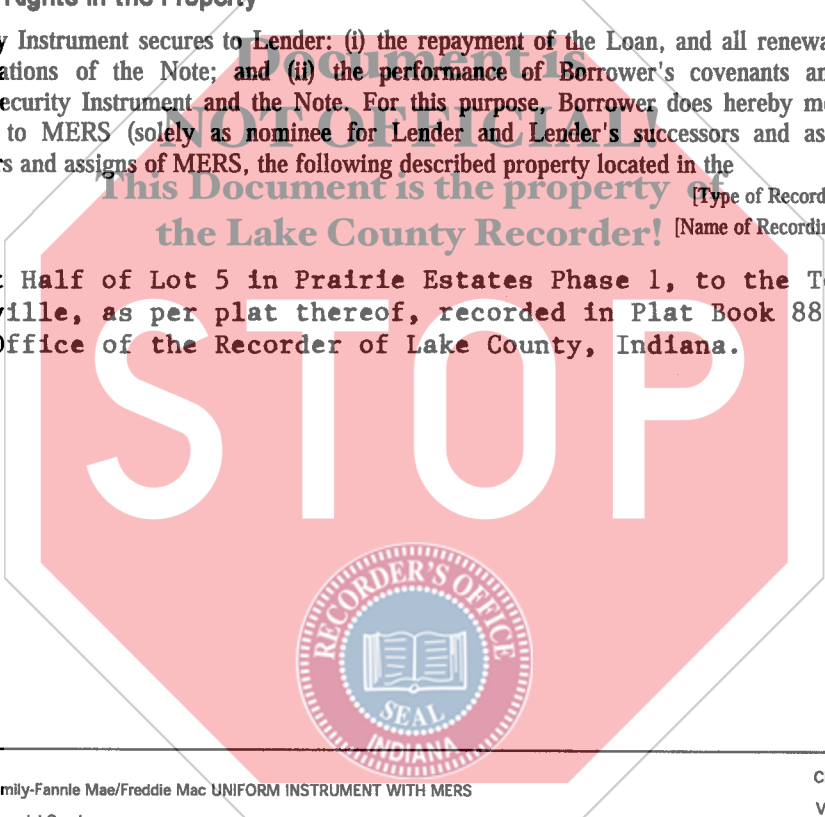 Rights in the Property
y Instrument secures to Lender: (i) the repayment of the Loan, and all renewa
ations of the Note; and (ii) the performance of Borrower's covenants an
ecurity Instrument and the Note. For this purpose, Borrower does hereby mo
to MERS (solely as nominee for Lender and Lender's successors and as
rs and assigns of MERS, the following described property located in the
[Type of Record
[Name of Recordin
Document is
NOT OFFICIAL!
This Document is the property of
the Lake County Recorder!
t Half of Lot 5 in Prairie Estates Phase 1, to the T
ville, as per plat thereof, recorded in Plat Book 88
Office of the Recorder of Lake County, Indiana.
STOP
RECORDER'S OFFICE
SEAL
INDIANA
mily-Fannie Mae/Freddie Mac UNIFORM INSTRUMENT WITH MERS